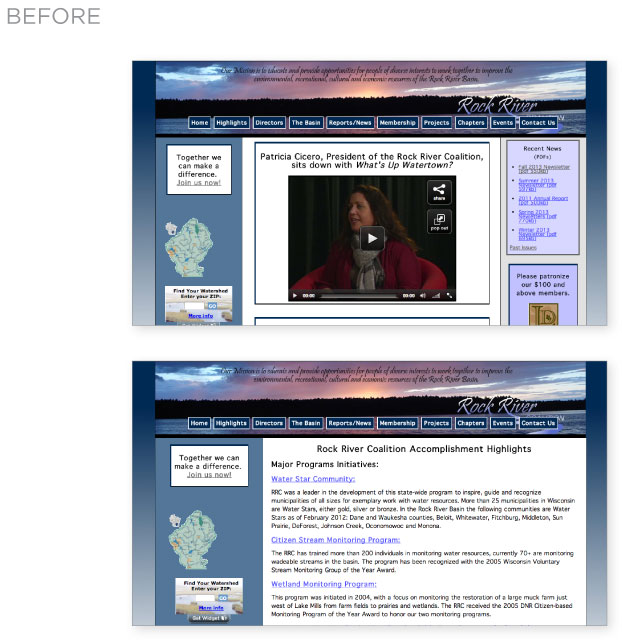 BEFORE
Our Mission is to educate and provide opportunities for people of diverse interests to work together to improve the
environmental, recreational, cultural and economic resources of the Rock River Basin.
Rock River
Home Highlights Directors The Basin Reports/News Membership Projects Chapters Events Contact Us
Together we
can make a
difference.
Join us now!
Find Your Watershed
Enter your ZIP:
GO
More info
Patricia Cicero, President of the Rock River Coalition,
sits down with What's Up Watertown?
share
pop out
00:00 00:00
Recent News
(PDFs)
Fall 2013 Newsletter
Summer 2013
Newsletter (pdf
2011 Annual Report
Spring 2013
Newsletters (pdf
Winter 2013
Newsletter (pdf
Past Issues
Please patronize
our $100 and
above members.
Our Mission is to educate and provide opportunities for people of diverse interests to work together to improve the
environmental, recreational, cultural and economic resources of the Rock River Basin.
Rock River
Home Highlights Directors The Basin Reports/News Membership Projects Chapters Events Contact Us
Together we can
make a difference.
Join us now!
Find Your Watershed
Enter your ZIP:
GO
More info
Get Widget
Rock River Coalition Accomplishment Highlights
Major Programs Initiatives:
Water Star Community:
RRC was a leader in the development of this state-wide program to inspire, guide and recognize
municipalities of all sizes for exemplary work with water resources. More than 25 municipalities in Wisconsin
are Water Stars, either gold, silver or bronze. In the Rock River Basin the following communities are Water
Stars as of February 2012: Dane and Waukesha counties, Beloit, Whitewater, Fitchburg, Middleton, Sun
Prairie, DeForest, Johnson Creek, Oconomowoc and Monona.
Citizen Stream Monitoring Program:
The RRC has trained more than 200 individuals in monitoring water resources, currently 70+ are monitoring
wadeable streams in the basin. The program has been recognized with the 2005 Wisconsin Voluntary
Stream Monitoring Group of the Year Award.
Wetland Monitoring Program:
This program was initiated in 2004, with a focus on monitoring the restoration of a large muck farm just
west of Lake Mills from farm fields to prairies and wetlands. The RRC received the 2005 DNR Citizen-based
Monitoring Program of the Year Award to honor our two monitoring programs.